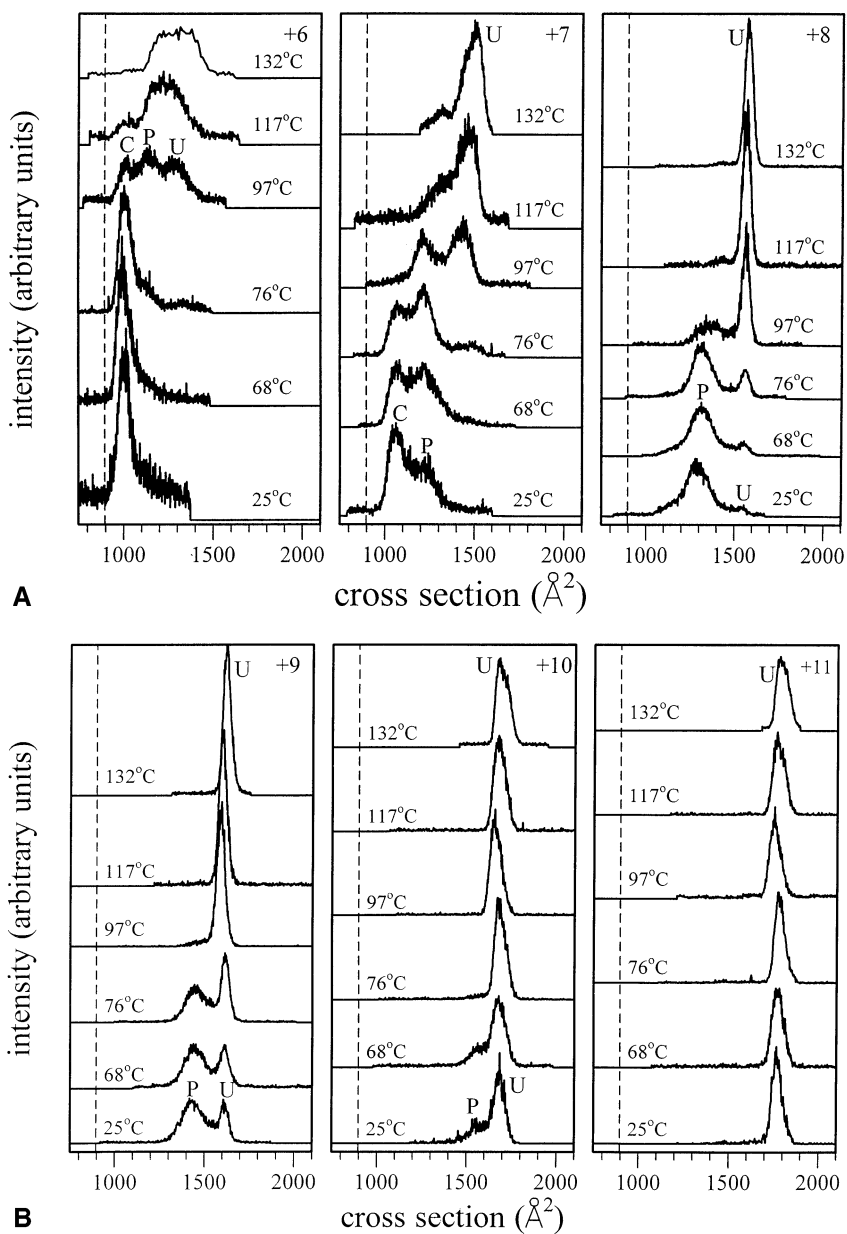 +6
132°C
117°C
C P U
97°C
76°C
68°C
25°C
1000 1500 2000
+7
U
132°C
117°C
97°C
76°C
68°C
C P
25°C
1000 1500 2000
+8
U
132°C
117°C
97°C
76°C
P
68°C
U
25°C
1000 1500 2000
intensity (arbitrary units)
A
cross section (Å²)
+9
U
132°C
117°C
97°C
76°C
68°C
P U
25°C
1000 1500 2000
U +10
132°C
117°C
97°C
76°C
68°C
P U
25°C
1000 1500 2000
U +11
132°C
117°C
97°C
76°C
68°C
25°C
1000 1500 2000
intensity (arbitrary units)
B
cross section (Å²)